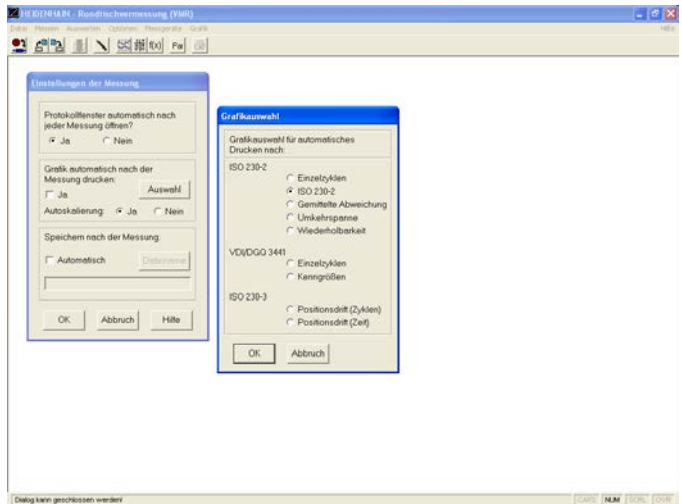 HEIDENHAIN - Rundtischvermessung (VMR)
Datei Messen Auswerten Optionen Messgeräte Grafik Hilfe
f(x) Par
Einstellungen der Messung
Protokollfenster automatisch nach
jeder Messung öffnen?
Ja Nein
Grafik automatisch nach der
Messung drucken:
Ja Auswahl
Autoskalierung: Ja Nein
Speichern nach der Messung:
Automatisch Dateiname
OK Abbruch Hilfe
Grafikauswahl
Grafikauswahl für automatisches
Drucken nach:
ISO 230-2
Einzelzyklen
ISO 230-2
Gemittelte Abweichung
Umkehrspanne
Wiederholbarkeit
VDI/DGQ 3441
Einzelzyklen
Kenngrößen
ISO 230-3
Positionsdrift (Zyklen)
Positionsdrift (Zeit)
OK Abbruch
Dialog kann geschlossen werden!
CAPS NUM SCRL OVR